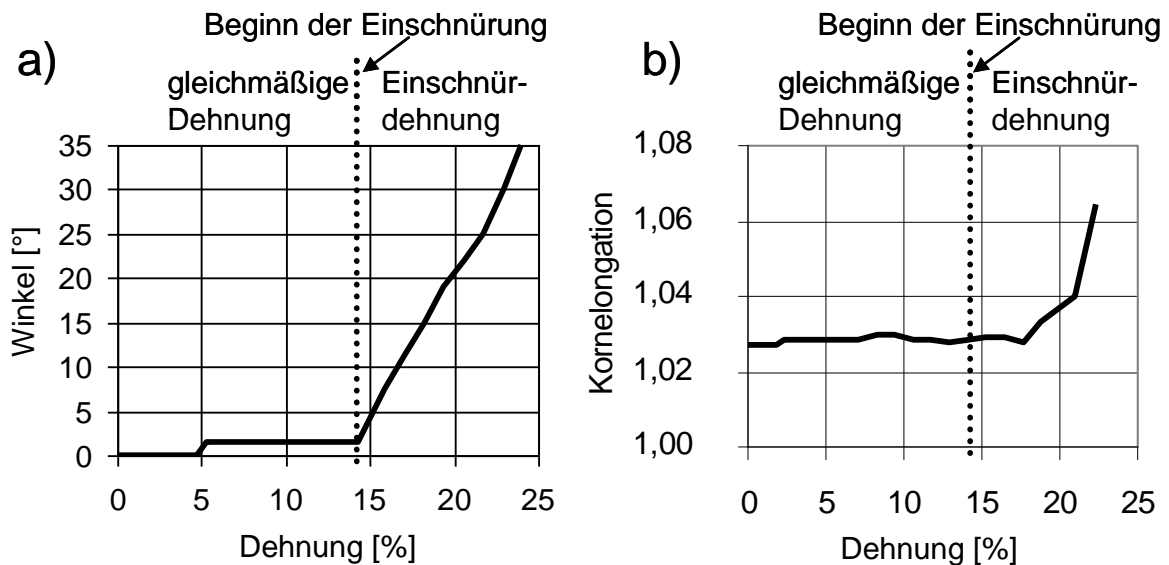 a)
Beginn der Einschnürung
gleichmäßige Einschnür-
Dehnung dehnung
35
30
25
20
15
10
5
0
Winkel [°]
0 5 10 15 20 25
Dehnung [%]
b)
Beginn der Einschnürung
gleichmäßige Einschnür-
Dehnung dehnung
1,08
1,06
1,04
1,02
1,00
Kornelongation
0 5 10 15 20 25
Dehnung [%]